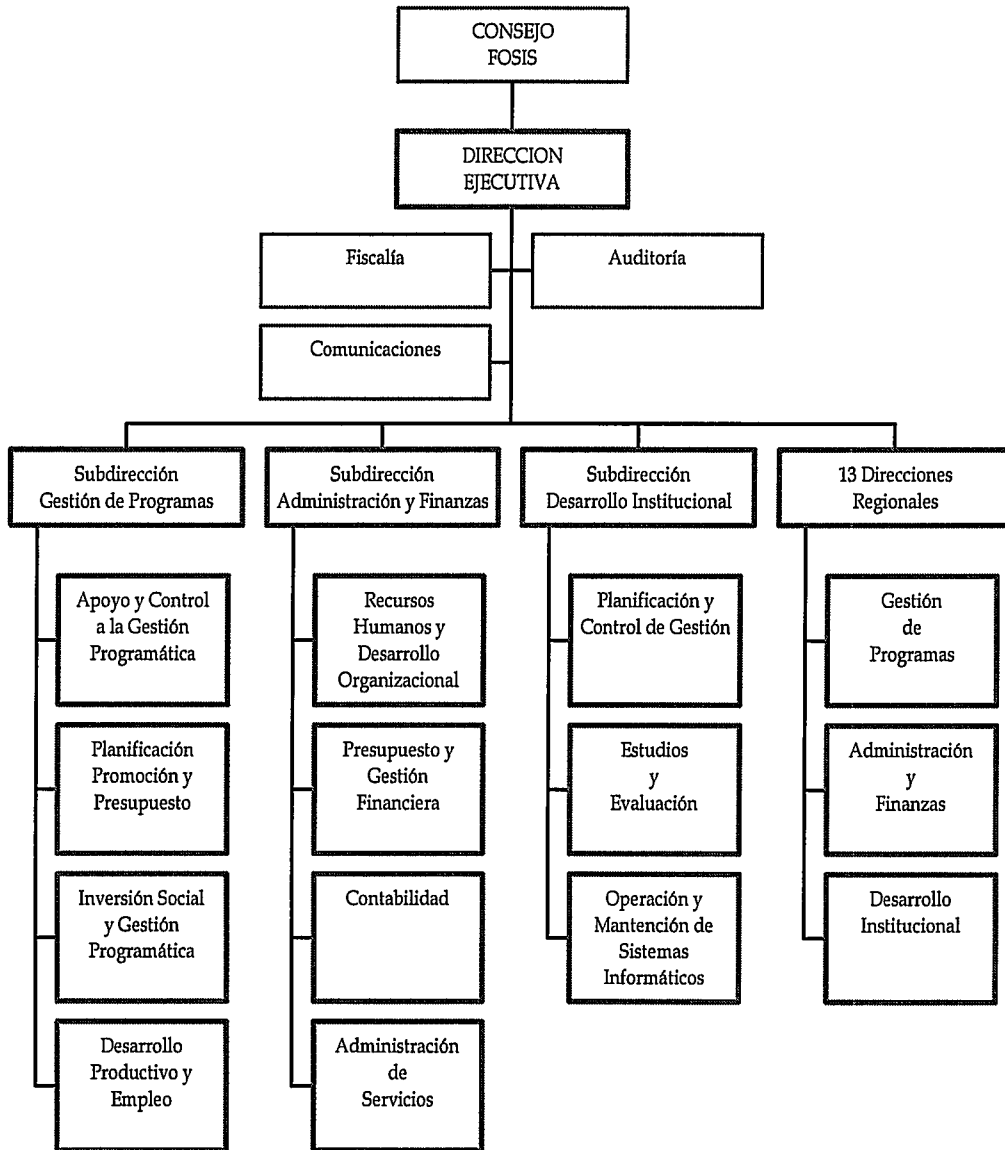 CONSEJO
FOSIS
DIRECCION
EJECUTIVA
Fiscalía
Auditoría
Comunicaciones
Subdirección
Gestión de Programas
Subdirección
Administración y Finanzas
Subdirección
Desarrollo Institucional
13 Direcciones
Regionales
Apoyo y Control
a la Gestión
Programática
Recursos
Humanos y
Desarrollo
Organizacional
Planificación y
Control de Gestión
Gestión
de
Programas
Planificación
Promoción y
Presupuesto
Presupuesto y
Gestión
Financiera
Estudios
y
Evaluación
Administración
y
Finanzas
Inversión Social
y Gestión
Programática
Contabilidad
Operación y
Mantención de
Sistemas
Informáticos
Desarrollo
Institucional
Desarrollo
Productivo y
Empleo
Administración
de
Servicios